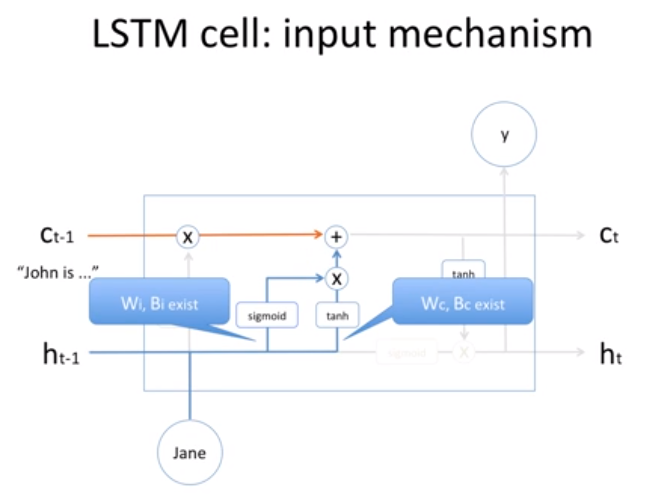 LSTM cell: input mechanism
y
Ct-1
X
+
Ct
"John is ..."
X
tanh
Wi, Bi exist
sigmoid
tanh
Wc, Bc exist
ht-1
sigmoid
X
ht
Jane